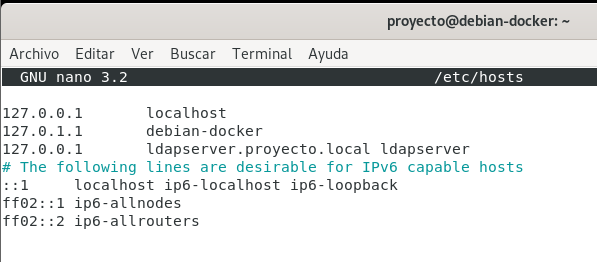 proyecto@debian-docker: ~
Archivo Editar Ver Buscar Terminal Ayuda
GNU nano 3.2 /etc/hosts
127.0.0.1 localhost
127.0.1.1 debian-docker
127.0.0.1 ldapserver.proyecto.local ldapserver
# The following lines are desirable for IPv6 capable hosts
::1 localhost ip6-localhost ip6-loopback
ff02::1 ip6-allnodes
ff02::2 ip6-allrouters